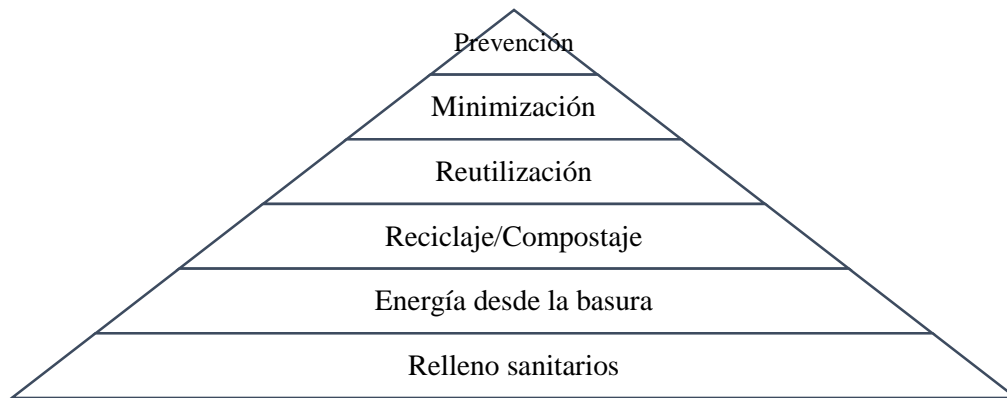 Prevención
Minimización
Reutilización
Reciclaje/Compostaje
Energía desde la basura
Relleno sanitarios